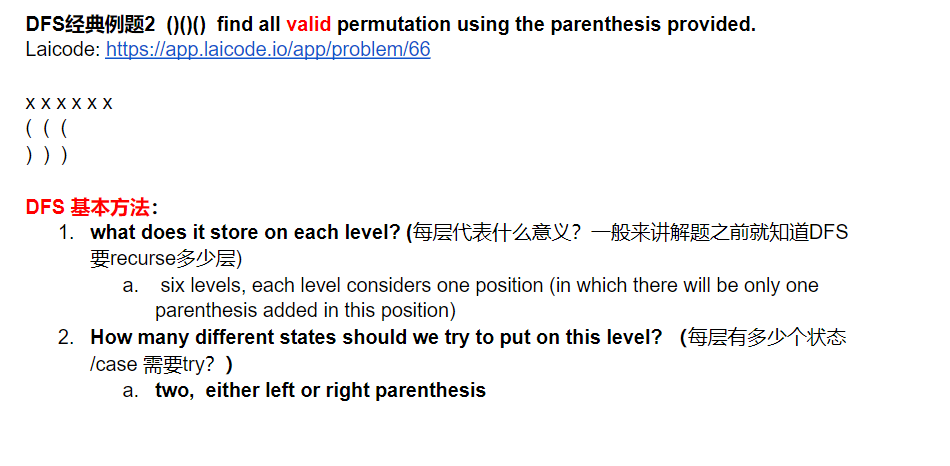 DFS经典例题2  ()()()  find all valid permutation using the parenthesis provided.
Laicode: https://app.laicode.io/app/problem/66
x x x x x x
( ( (
) ) )
DFS 基本方法：
1. what does it store on each level? (每层代表什么意义？一般来讲解题之前就知道DFS
要recurse多少层)
a. six levels, each level considers one position (in which there will be only one
parenthesis added in this position)
2. How many different states should we try to put on this level? (每层有多少个状态
/case 需要try？)
a. two, either left or right parenthesis